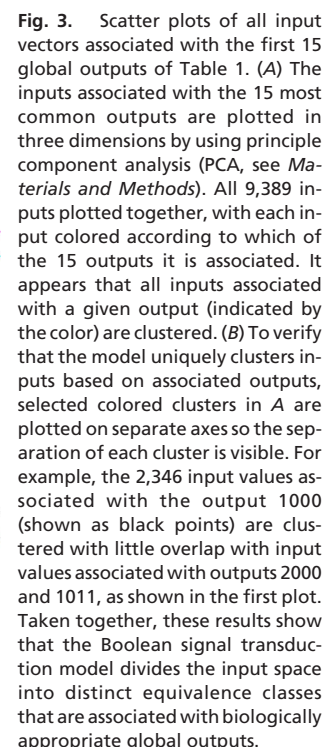 Fig. 3. Scatter plots of all input
vectors associated with the first 15
global outputs of Table 1. (A) The
inputs associated with the 15 most
common outputs are plotted in
three dimensions by using principle
component analysis (PCA, see Ma-
terials and Methods). All 9,389 in-
puts plotted together, with each in-
put colored according to which of
the 15 outputs it is associated. It
appears that all inputs associated
with a given output (indicated by
the color) are clustered. (B) To verify
that the model uniquely clusters in-
puts based on associated outputs,
selected colored clusters in A are
plotted on separate axes so the sep-
aration of each cluster is visible. For
example, the 2,346 input values as-
sociated with the output 1000
(shown as black points) are clus-
tered with little overlap with input
values associated with outputs 2000
and 1011, as shown in the first plot.
Taken together, these results show
that the Boolean signal transduc-
tion model divides the input space
into distinct equivalence classes
that are associated with biologically
appropriate global outputs.